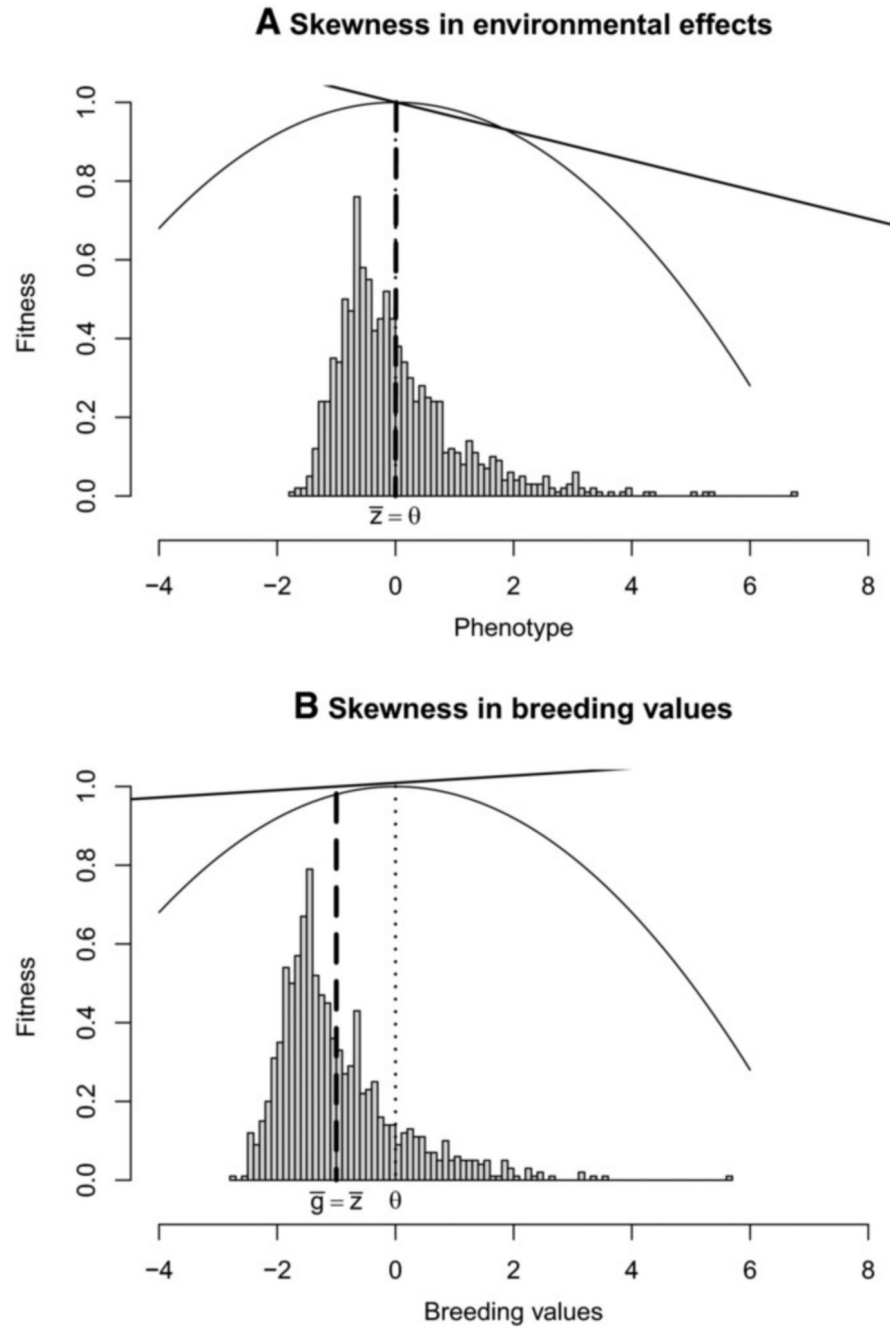 A Skewness in environmental effects
1.0
0.8
0.6
0.4
0.2
0.0
Fitness
z̅ = θ
−4 −2 0 2 4 6 8
Phenotype
B Skewness in breeding values
1.0
0.8
0.6
0.4
0.2
0.0
Fitness
g̅ = z̅ θ
−4 −2 0 2 4 6 8
Breeding values